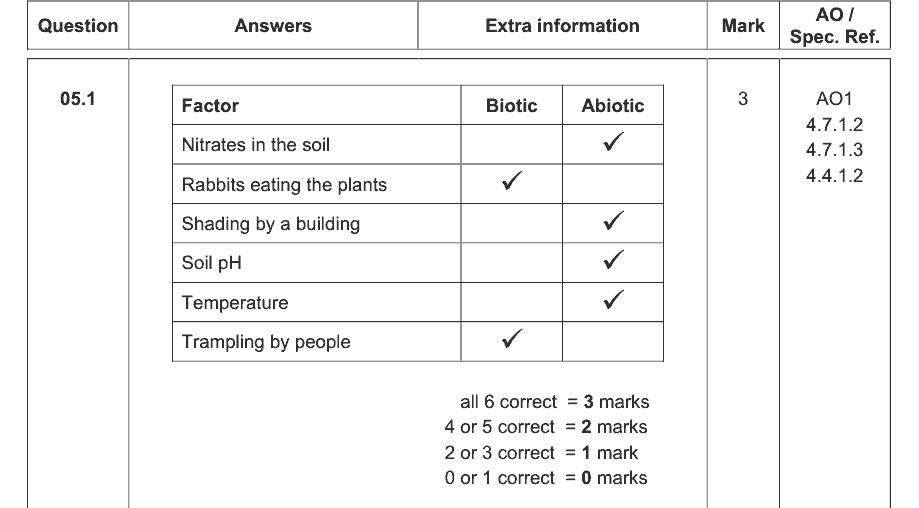 Question Answers Extra information Mark AO / Spec. Ref.
05.1 3 AO1
4.7.1.2
4.7.1.3
4.4.1.2
Factor Biotic Abiotic
Nitrates in the soil ✓
Rabbits eating the plants ✓
Shading by a building ✓
Soil pH ✓
Temperature ✓
Trampling by people ✓
all 6 correct = 3 marks
4 or 5 correct = 2 marks
2 or 3 correct = 1 mark
0 or 1 correct = 0 marks